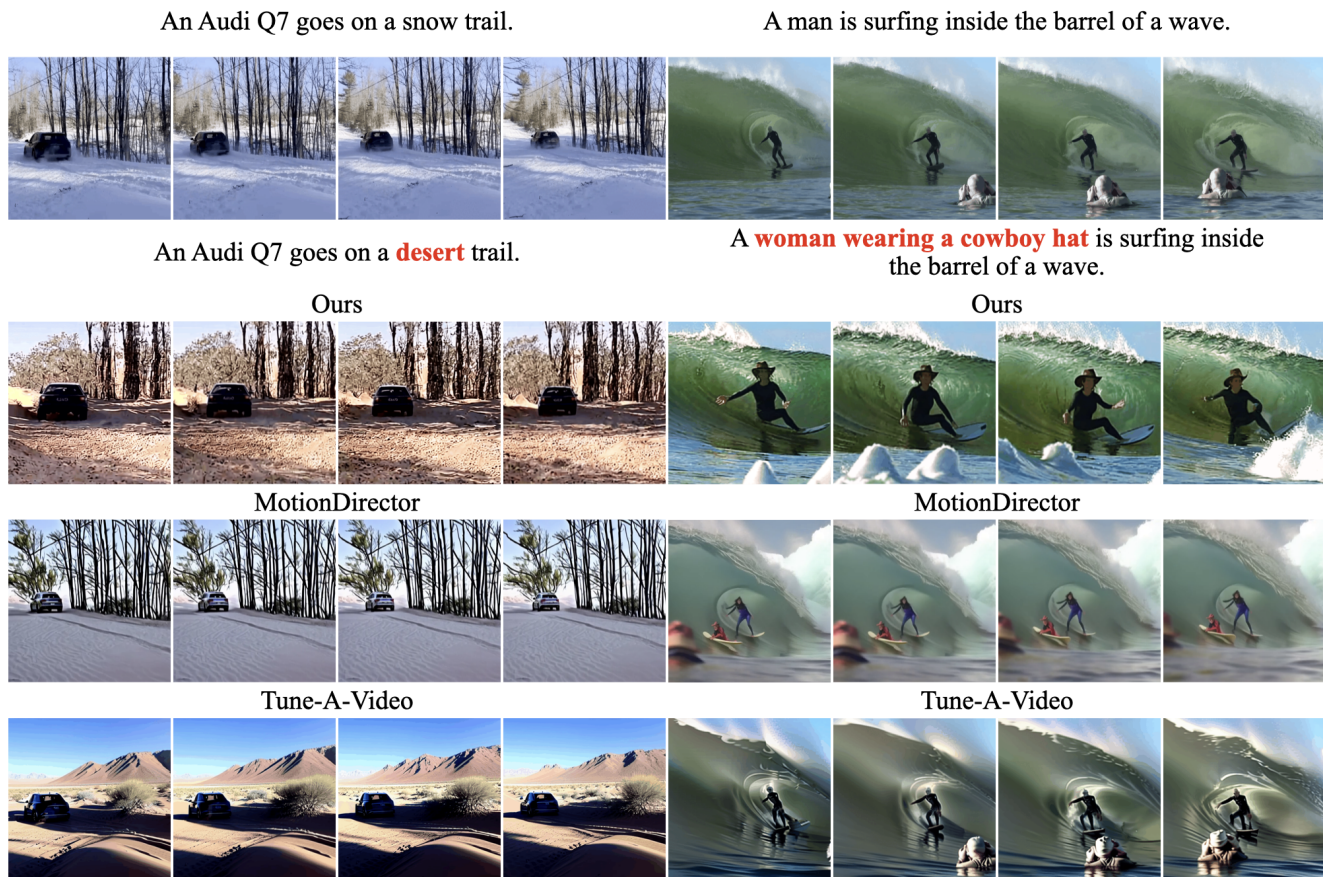 An Audi Q7 goes on a snow trail.
A man is surfing inside the barrel of a wave.
An Audi Q7 goes on a desert trail.
A woman wearing a cowboy hat is surfing inside
the barrel of a wave.
Ours
Ours
MotionDirector
MotionDirector
Tune-A-Video
Tune-A-Video